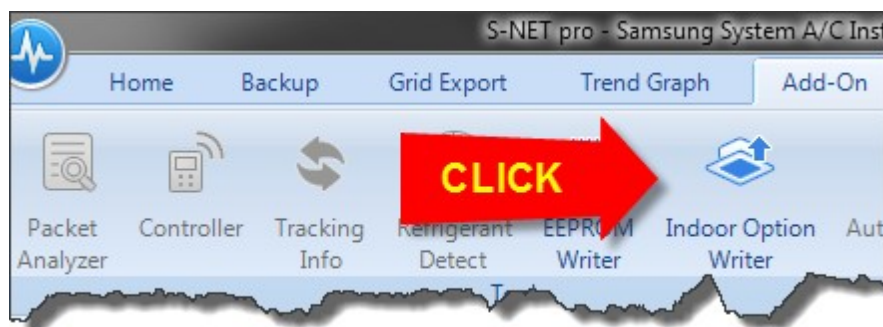 S-NET pro - Samsung System A/C Inst
Home Backup Grid Export Trend Graph Add-On
CLICK
Packet Controller Tracking Refrigerant EEPROM Indoor Option Aut
Analyzer Info Detect Writer Writer